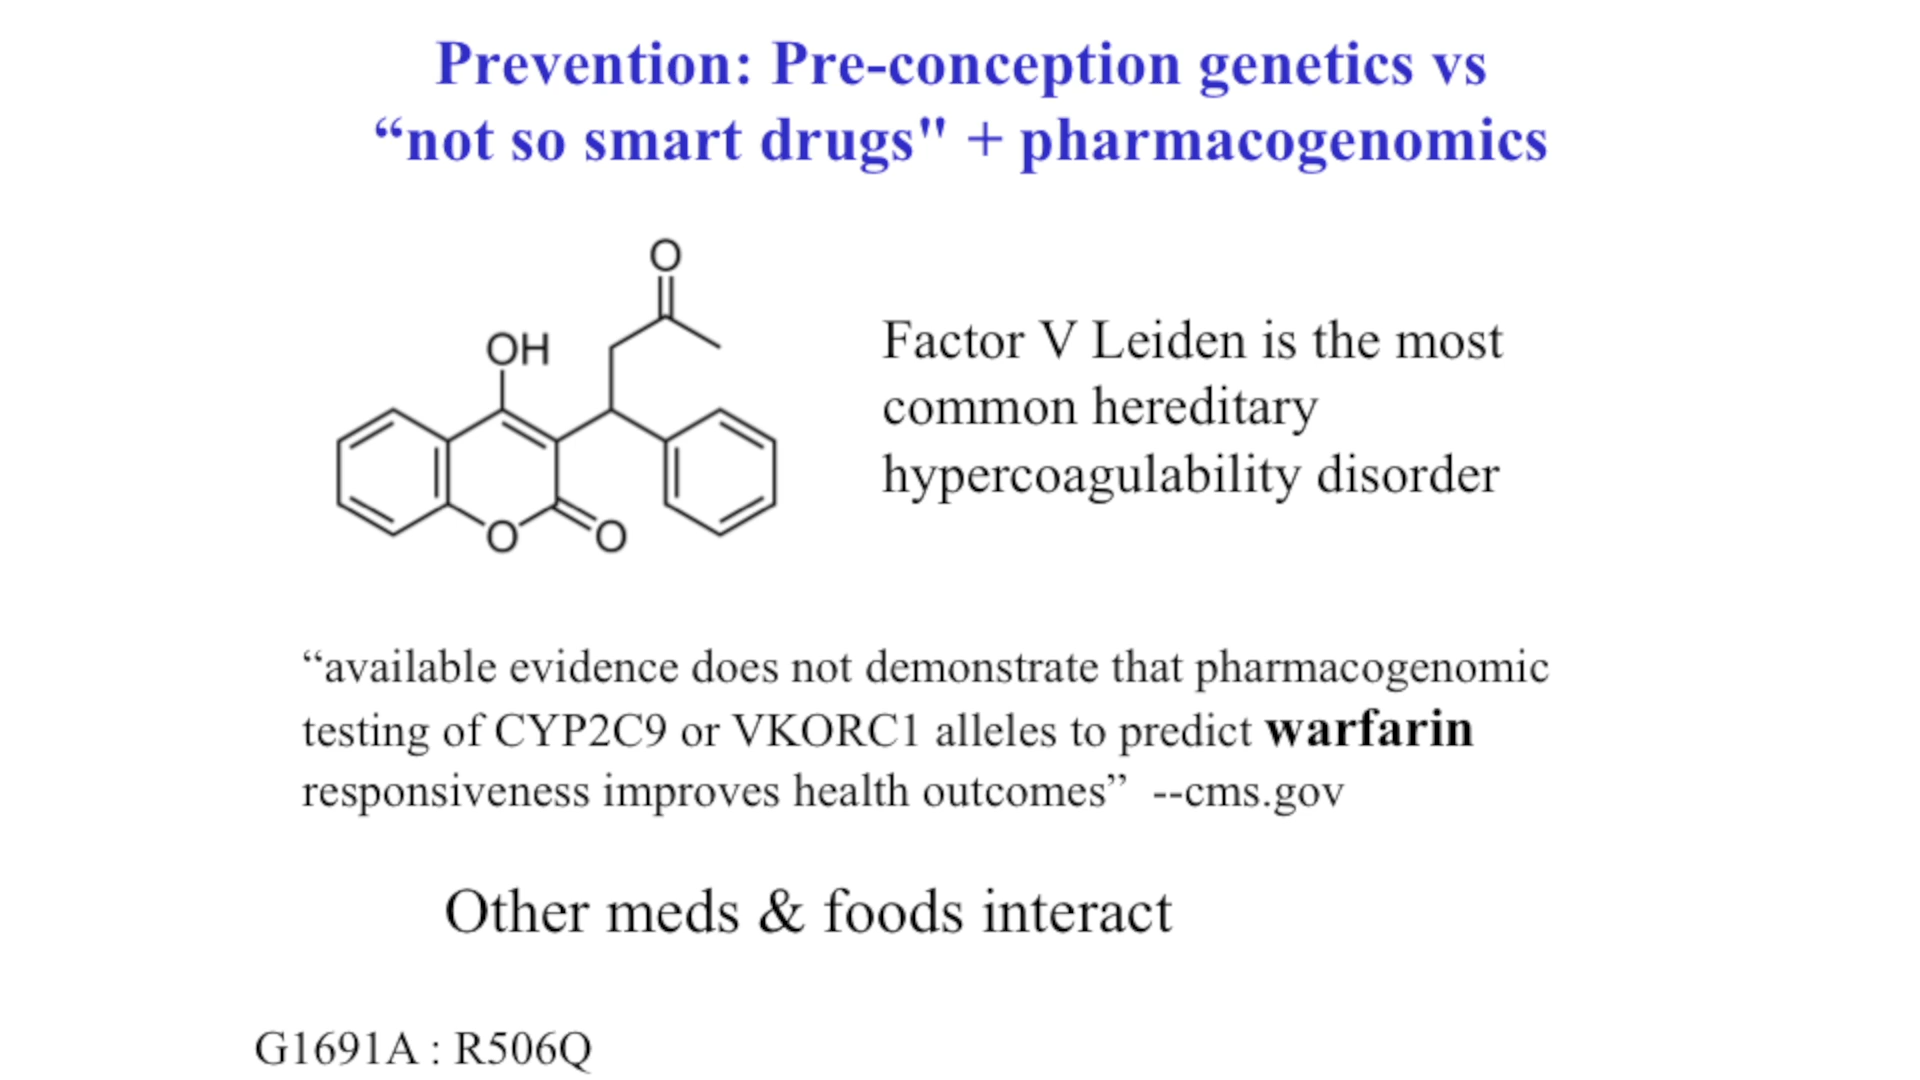 Prevention: Pre-conception genetics vs
“not so smart drugs" + pharmacogenomics
O
OH
O
O
Factor V Leiden is the most
common hereditary
hypercoagulability disorder
“available evidence does not demonstrate that pharmacogenomic
testing of CYP2C9 or VKORC1 alleles to predict warfarin
responsiveness improves health outcomes” --cms.gov
Other meds & foods interact
G1691A : R506Q